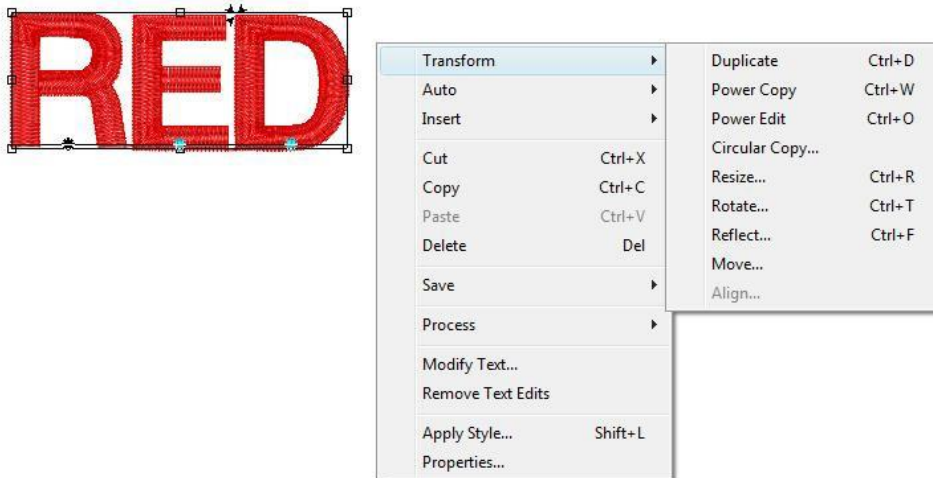 RED
Transform
Auto
Insert
Cut Ctrl+X
Copy Ctrl+C
Paste Ctrl+V
Delete Del
Save
Process
Modify Text...
Remove Text Edits
Apply Style... Shift+L
Properties...
Duplicate Ctrl+D
Power Copy Ctrl+W
Power Edit Ctrl+O
Circular Copy...
Resize... Ctrl+R
Rotate... Ctrl+T
Reflect... Ctrl+F
Move...
Align...